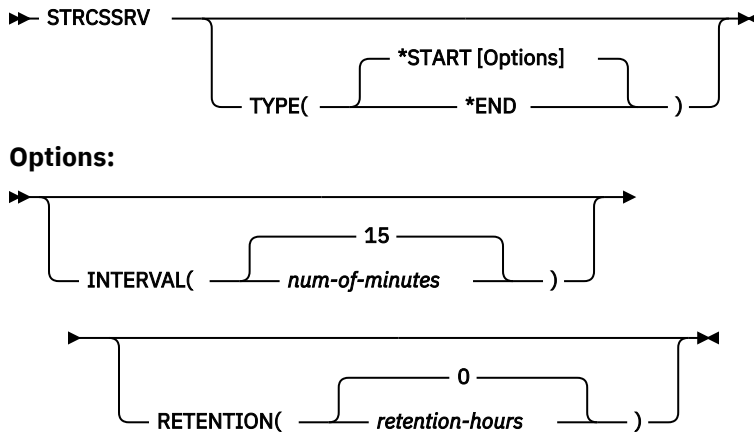 STRCSSRV
*START [Options]
TYPE( *END )
Options:
15
INTERVAL( num-of-minutes )
0
RETENTION( retention-hours )